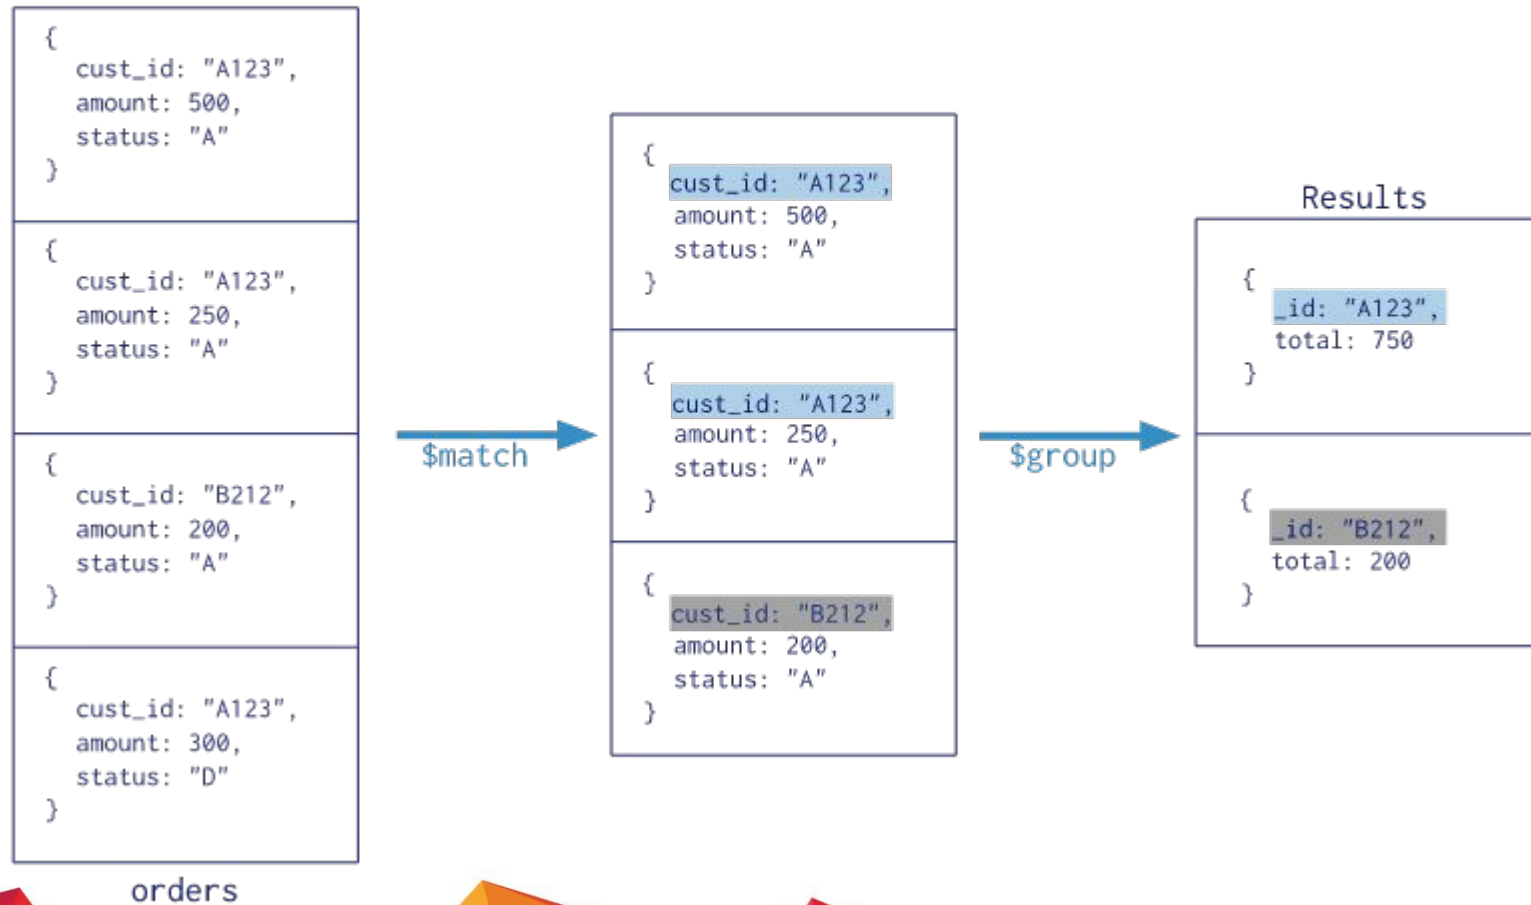 {
cust_id: "A123",
amount: 500,
status: "A"
}
{
cust_id: "A123",
amount: 250,
status: "A"
}
{
cust_id: "B212",
amount: 200,
status: "A"
}
{
cust_id: "A123",
amount: 300,
status: "D"
}
orders
$match
{
cust_id: "A123",
amount: 500,
status: "A"
}
{
cust_id: "A123",
amount: 250,
status: "A"
}
{
cust_id: "B212",
amount: 200,
status: "A"
}
$group
Results
{
_id: "A123",
total: 750
}
{
_id: "B212",
total: 200
}